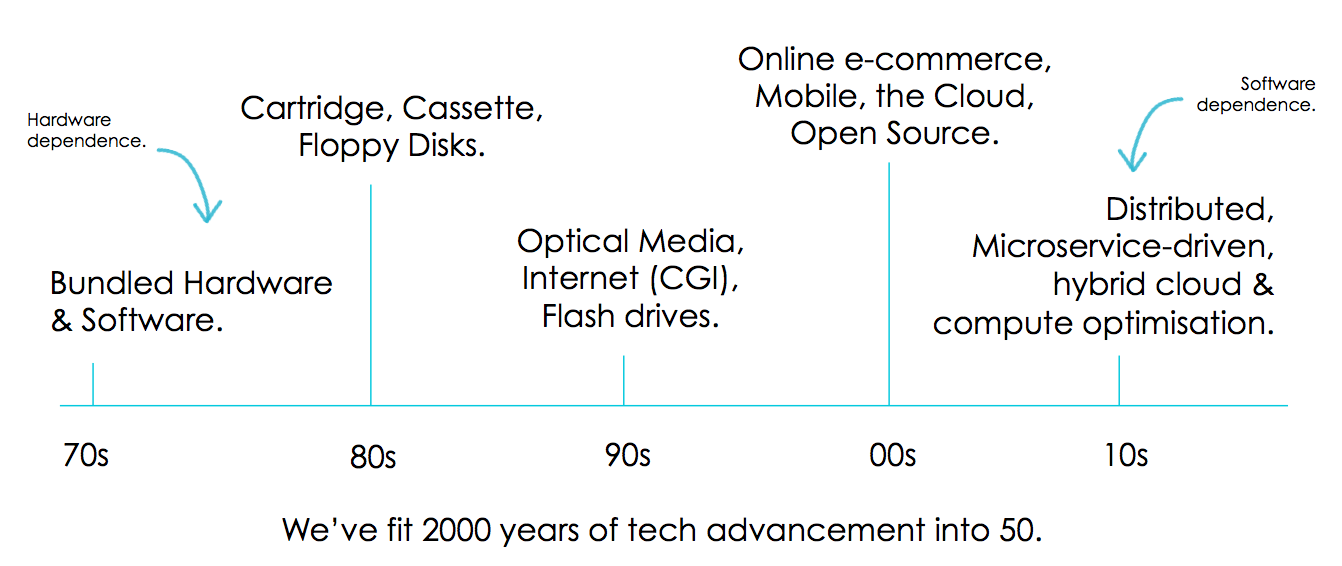 Hardware
dependence.
Bundled Hardware
& Software.
Cartridge, Cassette,
Floppy Disks.
Optical Media,
Internet (CGI),
Flash drives.
Online e-commerce,
Mobile, the Cloud,
Open Source.
Software
dependence.
Distributed,
Microservice-driven,
hybrid cloud &
compute optimisation.
70s
80s
90s
00s
10s
We’ve fit 2000 years of tech advancement into 50.